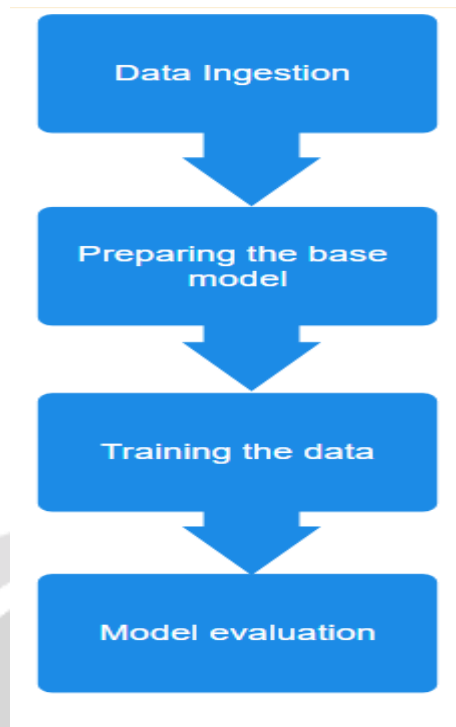 Data Ingestion
Preparing the base
model
Training the data
Model evaluation